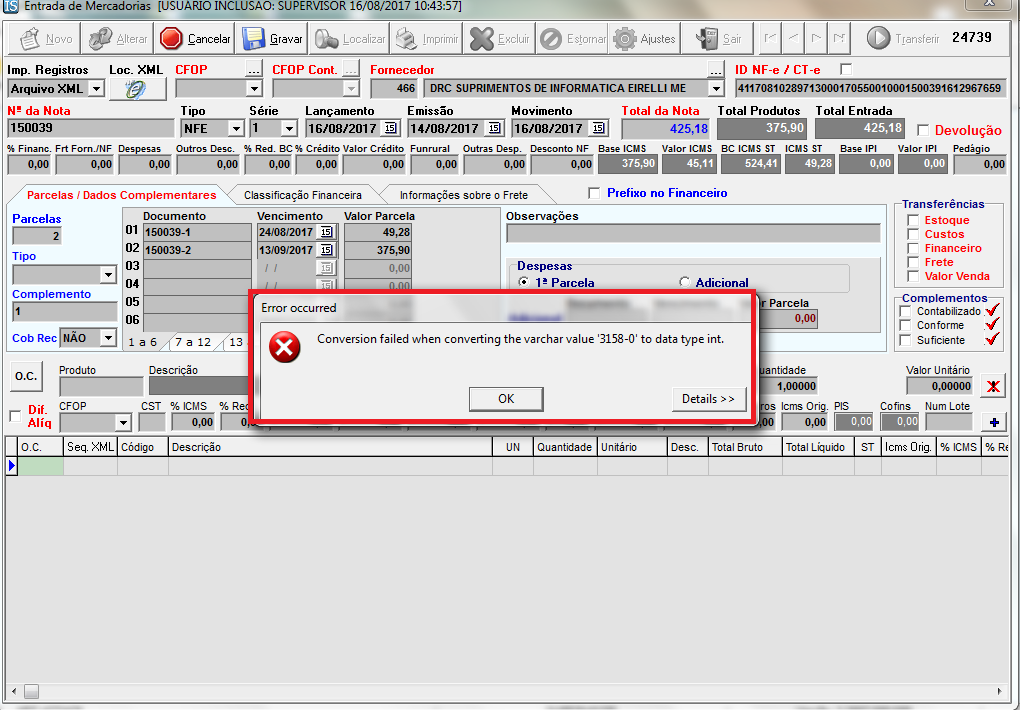 IS Entrada de Mercadorias [USUARIO INCLUSAO: SUPERVISOR 16/08/2017 10:43:57] X
Novo Alterar Cancelar Gravar Localizar Imprimir Excluir Estornar Ajustes Sair Transferir 24739
Imp. Registros Loc. XML CFOP ... CFOP Cont. ... Fornecedor ... ID NF-e / CT-e
Arquivo XML 466 DRC SUPRIMENTOS DE INFORMATICA EIRELLI ME 41170810289713000170550010001500391612967659
Nº da Nota Tipo Série Lançamento Emissão Movimento Total da Nota Total Produtos Total Entrada
150039 NFE 1 16/08/2017 15 14/08/2017 15 16/08/2017 15 425,18 375,90 425,18 Devolução
% Financ. Frt Forn./NF Despesas Outros Desc. % Red. BC % Crédito Valor Crédito Funrural Outras Desp. Desconto NF Base ICMS Valor ICMS BC ICMS ST ICMS ST Base IPI Valor IPI Pedágio
0,00 0,00 0,00 0,00 0,00 0,00 0,00 0,00 0,00 0,00 375,90 45,11 524,41 49,28 0,00 0,00 0,00
Parcelas / Dados Complementares Classificação Financeira Informações sobre o Frete Prefixo no Financeiro
Parcelas
2
Tipo
Complemento
1
Cob Rec NÃO
Documento Vencimento Valor Parcela
01 150039-1 24/08/2017 15 49,28
02 150039-2 13/09/2017 15 375,90
03 / / 15 0,00
04 / / 15 0,00
05
06
1 a 6 7 a 12 13
Observações
Despesas
1ª Parcela Adicional
Parcela
0,00
Transferências
Estoque
Custos
Financeiro
Frete
Valor Venda
Complementos
Contabilizado
Conforme
Suficiente
Error occurred
Conversion failed when converting the varchar value '3158-0' to data type int.
OK Details >>
O.C. Produto Descrição uantidade Valor Unitário
1,00000 0,00000 X
Dif. Alíq CFOP CST % ICMS % Rec ros Icms Orig. PIS Cofins Num Lote
0,00 0, 0,00 0,00 0,00 0,00 +
O.C. Seq. XML Código Descrição UN Quantidade Unitário Desc. Total Bruto Total Líquido ST Icms Orig. % ICMS % Re